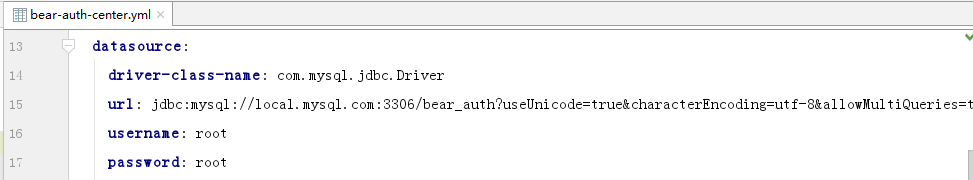 bear-auth-center.yml
13 datasource:
14 driver-class-name: com.mysql.jdbc.Driver
15 url: jdbc:mysql://local.mysql.com:3306/bear_auth?useUnicode=true&characterEncoding=utf-8&allowMultiQueries=t
16 username: root
17 password: root